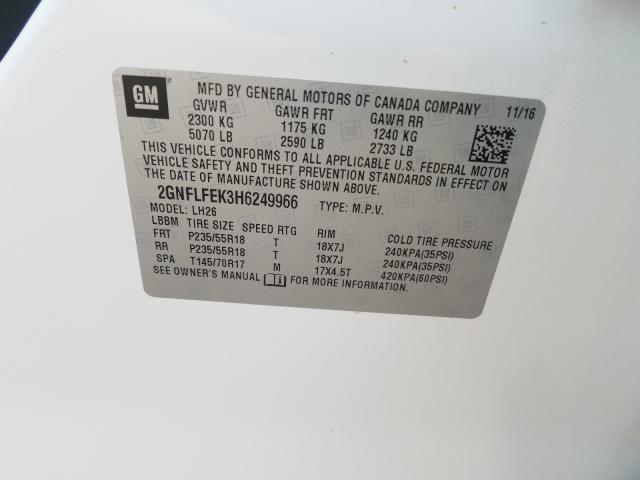 GM
MFD BY GENERAL MOTORS OF CANADA COMPANY 11/16
GVWR GAWR FRT GAWR RR
2300 KG 1175 KG 1240 KG
5070 LB 2590 LB 2733 LB
THIS VEHICLE CONFORMS TO ALL APPLICABLE U.S. FEDERAL MOTOR
VEHICLE SAFETY AND THEFT PREVENTION STANDARDS IN EFFECT ON
THE DATE OF MANUFACTURE SHOWN ABOVE.
2GNFLFEK3H6249966 TYPE: M.P.V.
MODEL: LH26
LBBM TIRE SIZE SPEED RTG RIM COLD TIRE PRESSURE
FRT P235/55R18 T 18X7J 240KPA(35PSI)
RR P235/55R18 T 18X7J 240KPA(35PSI)
SPA T145/70R17 M 17X4.5T 420KPA(60PSI)
SEE OWNER'S MANUAL FOR MORE INFORMATION.